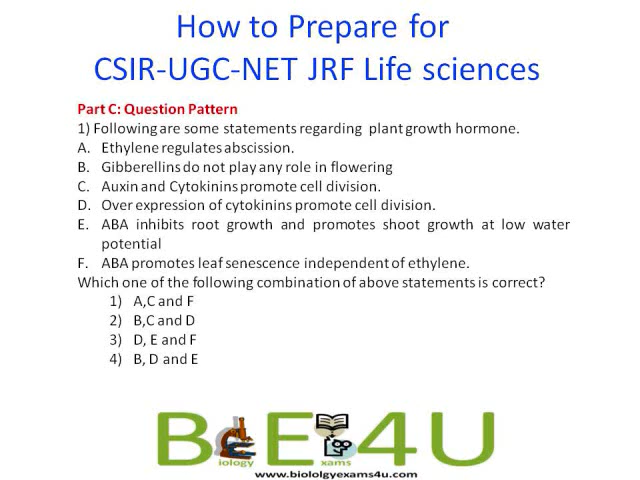 How to Prepare for
CSIR-UGC-NET JRF Life sciences
Part C: Question Pattern
1) Following are some statements regarding plant growth hormone.
A. Ethylene regulates abscission.
B. Gibberellins do not play any role in flowering
C. Auxin and Cytokinins promote cell division.
D. Over expression of cytokinins promote cell division.
E. ABA inhibits root growth and promotes shoot growth at low water
potential
F. ABA promotes leaf senescence independent of ethylene.
Which one of the following combination of above statements is correct?
1) A,C and F
2) B,C and D
3) D, E and F
4) B, D and E
B E 4 U
iology xams
www.biololgyexams4u.com